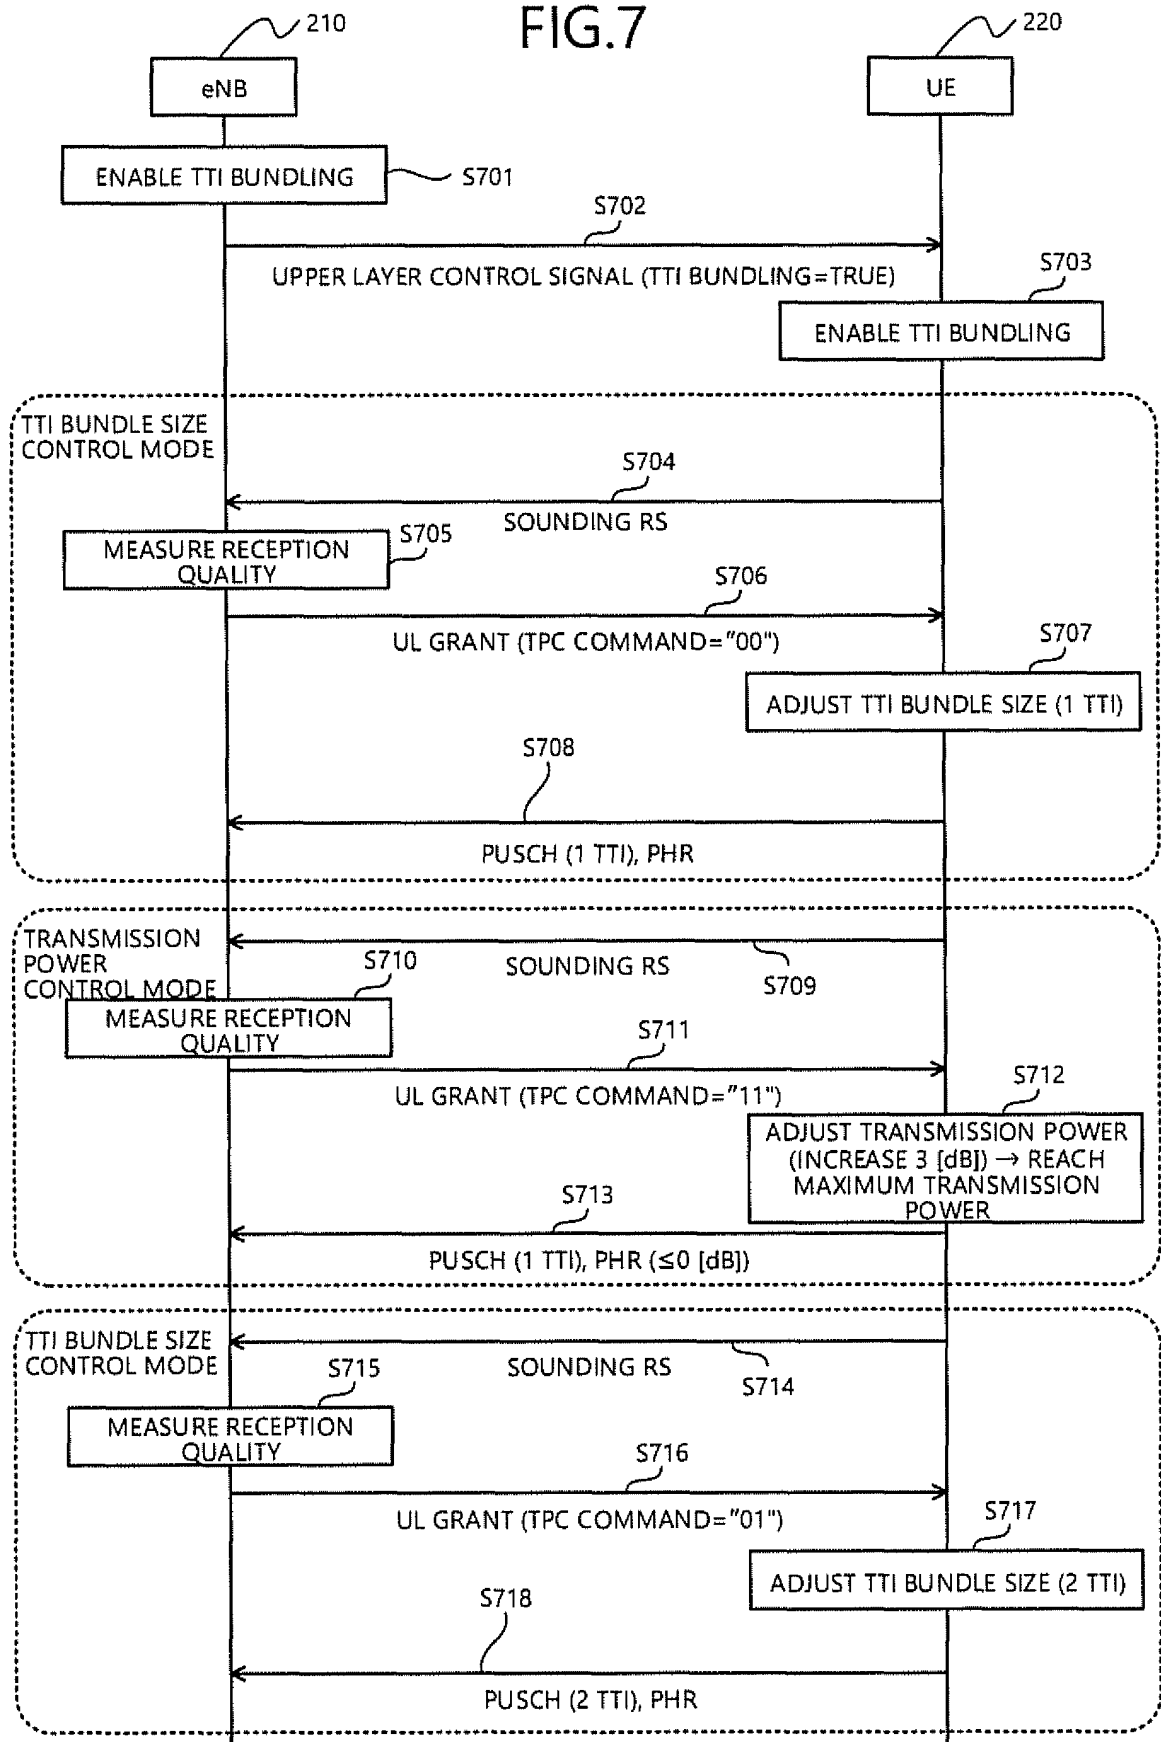 FIG.7
210
220
eNB
UE
ENABLE TTI BUNDLING
S701
S702
UPPER LAYER CONTROL SIGNAL (TTI BUNDLING=TRUE)
S703
ENABLE TTI BUNDLING
TTI BUNDLE SIZE
CONTROL MODE
S704
SOUNDING RS
S705
MEASURE RECEPTION
QUALITY
S706
UL GRANT (TPC COMMAND="00")
S707
ADJUST TTI BUNDLE SIZE (1 TTI)
S708
PUSCH (1 TTI), PHR
TRANSMISSION
POWER
CONTROL MODE
SOUNDING RS
S709
S710
MEASURE RECEPTION
QUALITY
S711
UL GRANT (TPC COMMAND="11")
S712
ADJUST TRANSMISSION POWER
(INCREASE 3 [dB]) → REACH
MAXIMUM TRANSMISSION
POWER
S713
PUSCH (1 TTI), PHR (≤0 [dB])
TTI BUNDLE SIZE
CONTROL MODE
SOUNDING RS
S714
S715
MEASURE RECEPTION
QUALITY
S716
UL GRANT (TPC COMMAND="01")
S717
ADJUST TTI BUNDLE SIZE (2 TTI)
S718
PUSCH (2 TTI), PHR